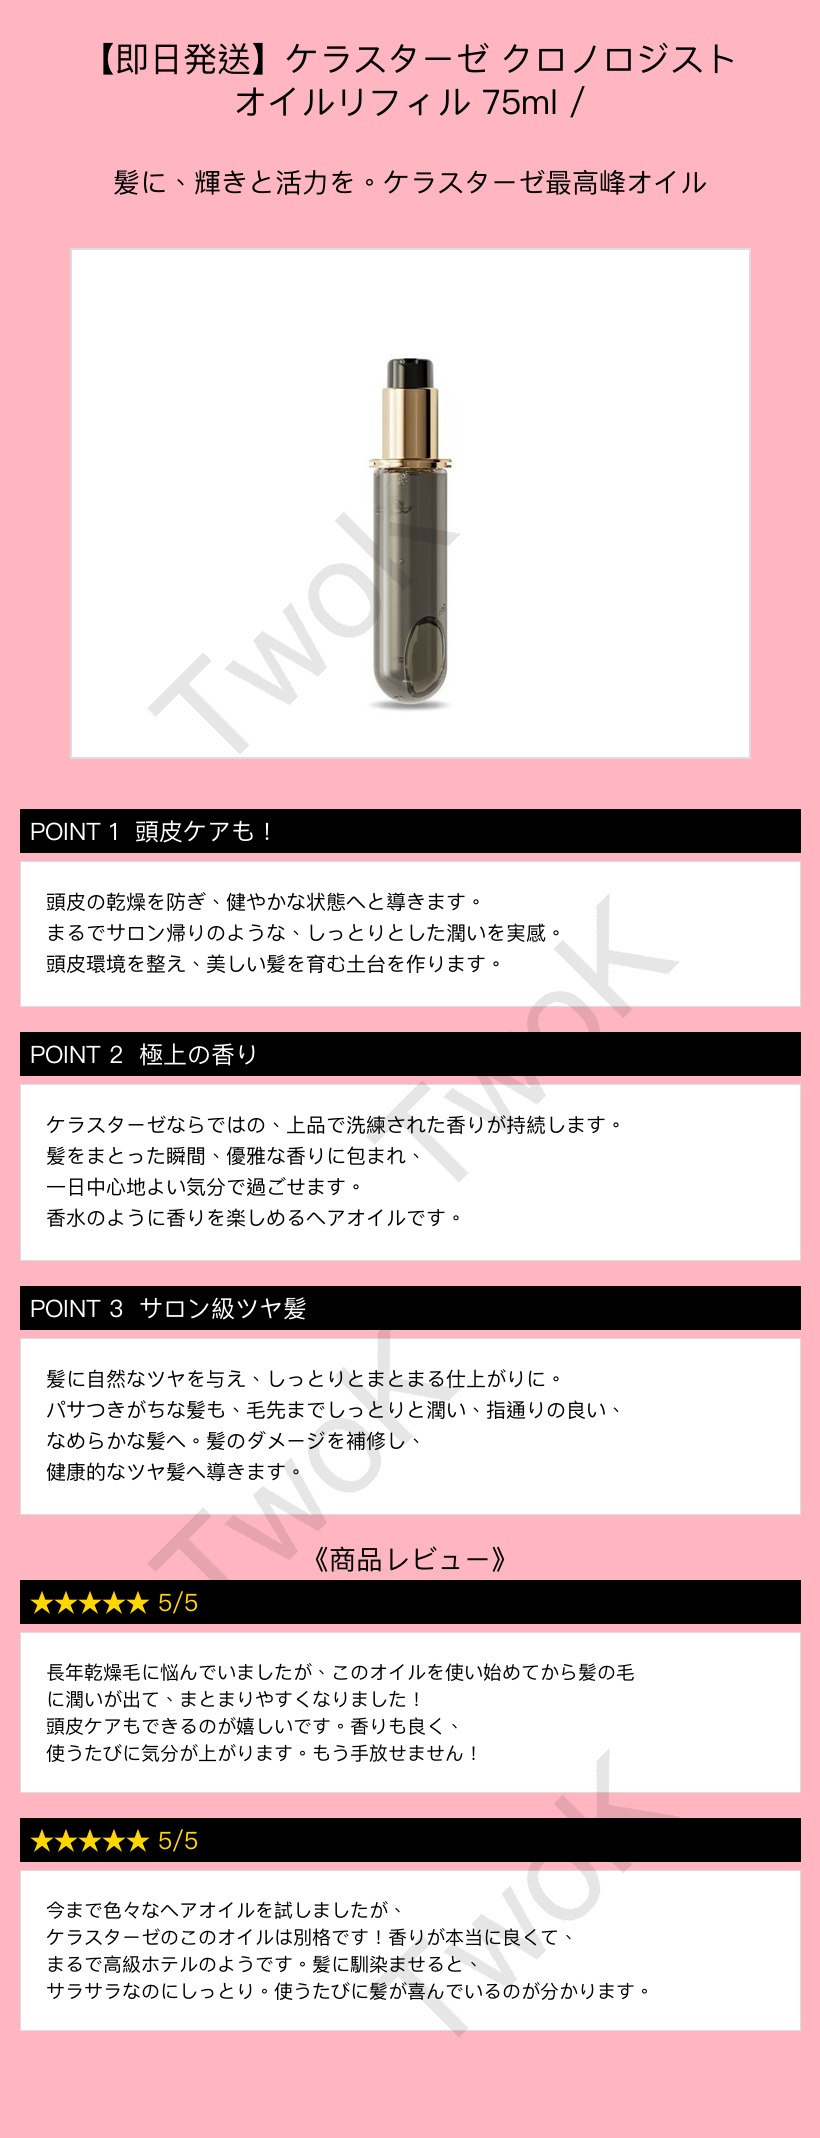 【即日発送】ケラスターゼ クロノロジスト
オイルリフィル 75ml /
髪に、輝きと活力を。ケラスターゼ最高峰オイル
TwoK
POINT 1 頭皮ケアも！
頭皮の乾燥を防ぎ、健やかな状態へと導きます。
まるでサロン帰りのような、しっとりとした潤いを実感。
頭皮環境を整え、美しい髪を育む土台を作ります。
TwoK
POINT 2 極上の香り
ケラスターゼならではの、上品で洗練された香りが持続します。
髪をまとった瞬間、優雅な香りに包まれ、
一日中心地よい気分で過ごせます。
香水のように香りを楽しめるヘアオイルです。
POINT 3 サロン級ツヤ髪
髪に自然なツヤを与え、しっとりとまとまる仕上がりに。
パサつきがちな髪も、毛先までしっとりと潤い、指通りの良い、
なめらかな髪へ。髪のダメージを補修し、
健康的なツヤ髪へ導きます。
TwoK
《商品レビュー》
★★★★★ 5/5
長年乾燥毛に悩んでいましたが、このオイルを使い始めてから髪の毛
に潤いが出て、まとまりやすくなりました！
頭皮ケアもできるのが嬉しいです。香りも良く、
使うたびに気分が上がります。もう手放せません！
★★★★★ 5/5
今まで色々なヘアオイルを試しましたが、
ケラスターゼのこのオイルは別格です！香りが本当に良くて、
まるで高級ホテルのようです。髪に馴染ませると、
サラサラなのにしっとり。使うたびに髪が喜んでいるのが分かります。
TwoK